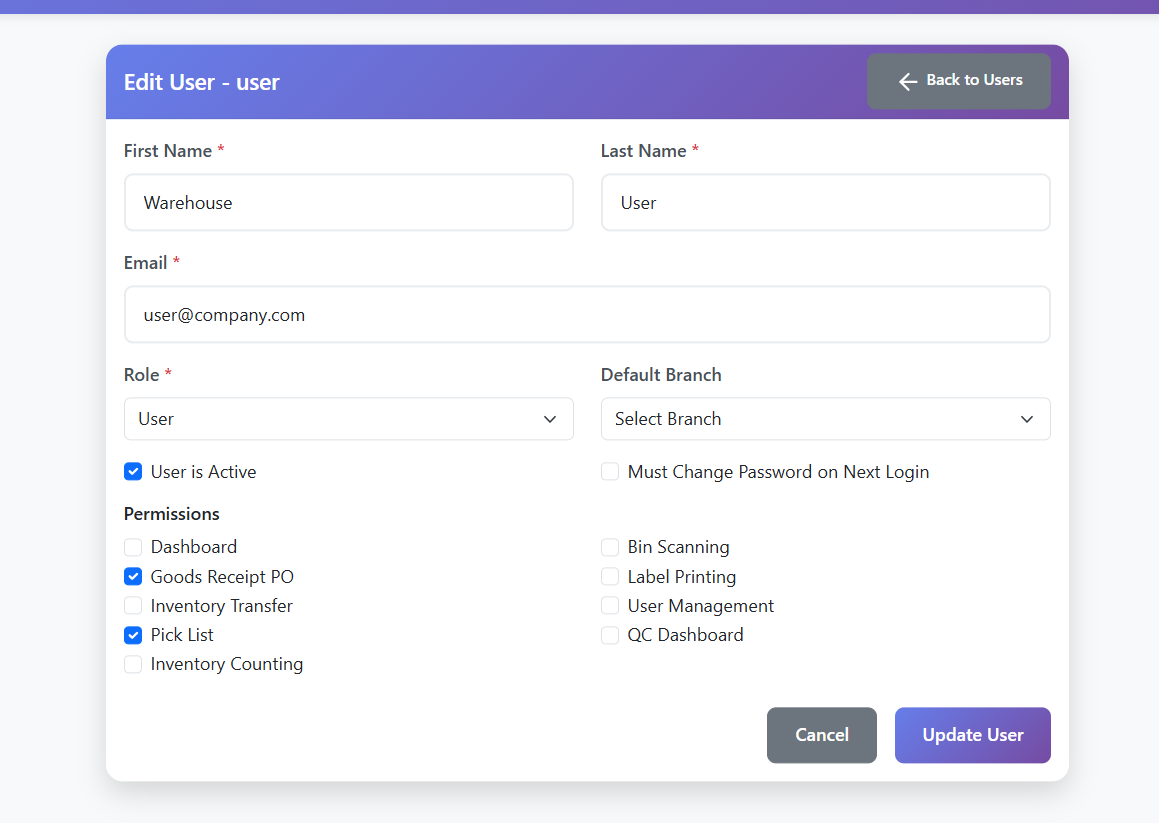 Edit User - user
Back to Users
First Name *
Last Name *
Warehouse
User
Email *
user@company.com
Role *
Default Branch
User
Select Branch
User is Active
Must Change Password on Next Login
Permissions
Dashboard
Bin Scanning
Goods Receipt PO
Label Printing
Inventory Transfer
User Management
Pick List
QC Dashboard
Inventory Counting
Cancel
Update User